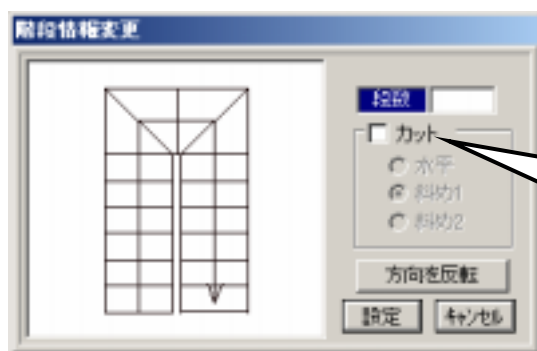 階段情報変更
段数
カット
水平
斜め1
斜め2
方向を反転
設定
キャンセル